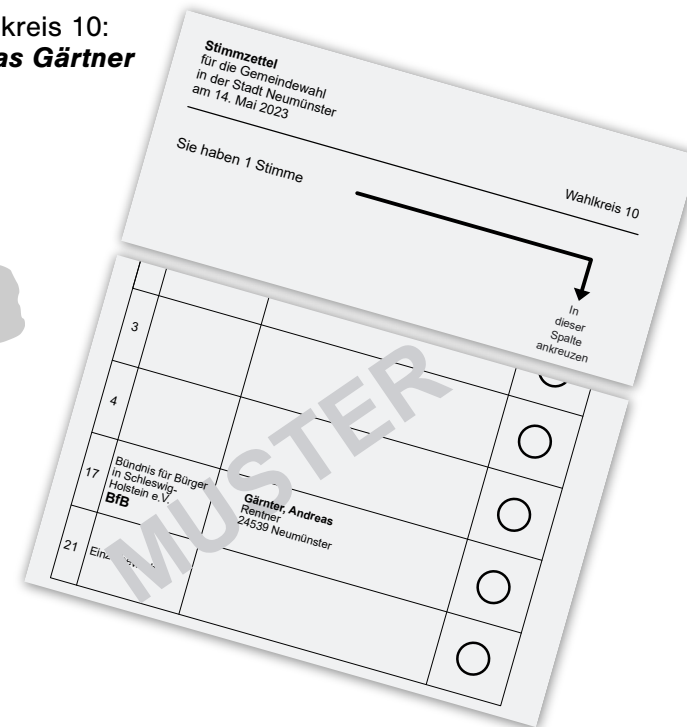 kreis 10:
as Gärtner
Stimmzettel
für die Gemeindewahl
in der Stadt Neumünster
am 14. Mai 2023
Sie haben 1 Stimme
Wahlkreis 10
In
dieser
Spalte
ankreuzen
3
4
17
Bündnis für Bürger
in Schleswig-
Holstein e.V.
BfB
Gärnter, Andreas
Rentner
24539 Neumünster
21
MUSTER